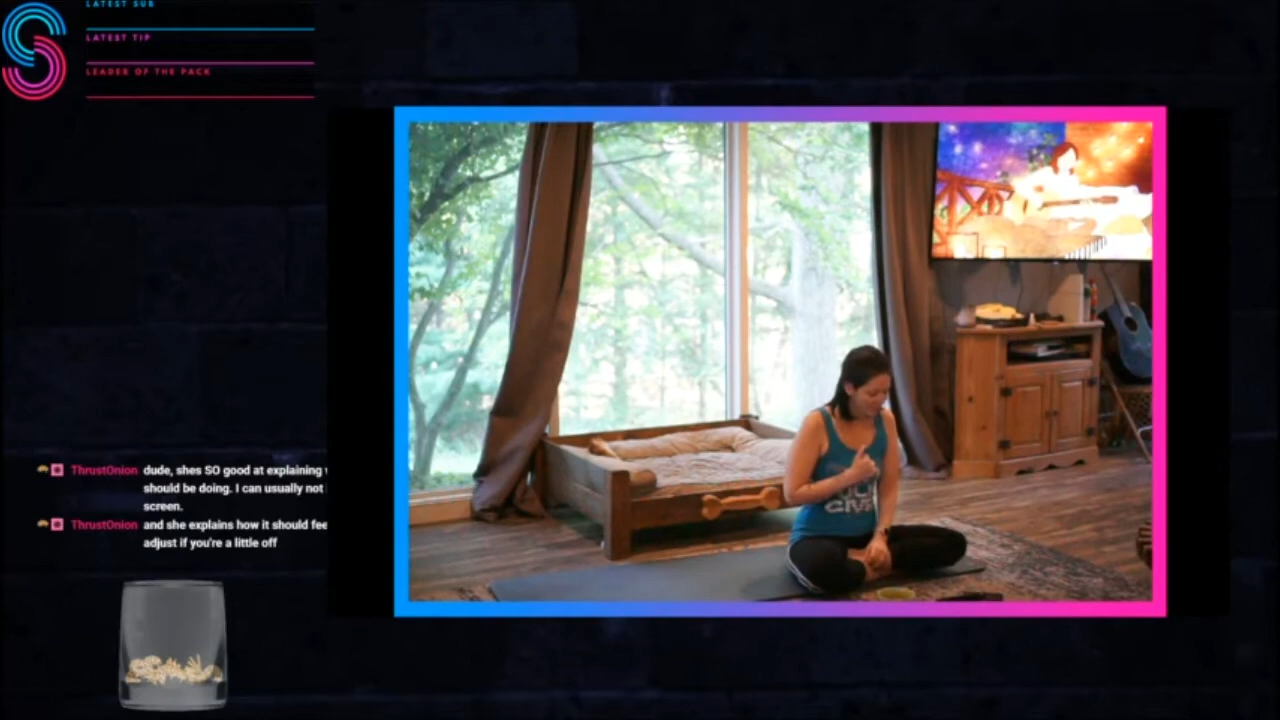 LATEST SUB
LATEST TIP
LEADER OF THE PACK
ThrustOnion dude, shes SO good at explaining
should be doing. I can usually not
screen.
ThrustOnion and she explains how it should fee
adjust if you're a little off